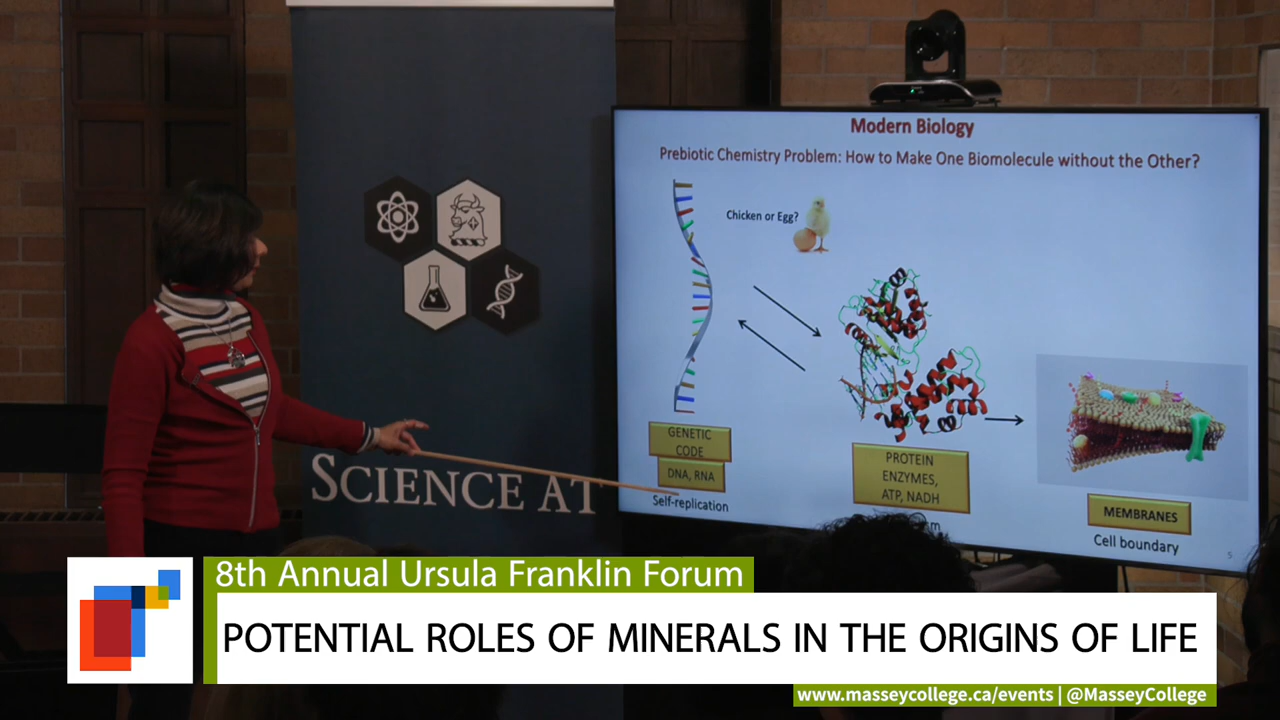 Modern Biology
Prebiotic Chemistry Problem: How to Make One Biomolecule without the Other?
Chicken or Egg?
GENETIC
CODE
DNA, RNA
Self-replication
PROTEIN
ENZYMES,
ATP, NADH
MEMBRANES
Cell boundary
5
SCIENCE AT
8th Annual Ursula Franklin Forum
POTENTIAL ROLES OF MINERALS IN THE ORIGINS OF LIFE
www.masseycollege.ca/events | @MasseyCollege